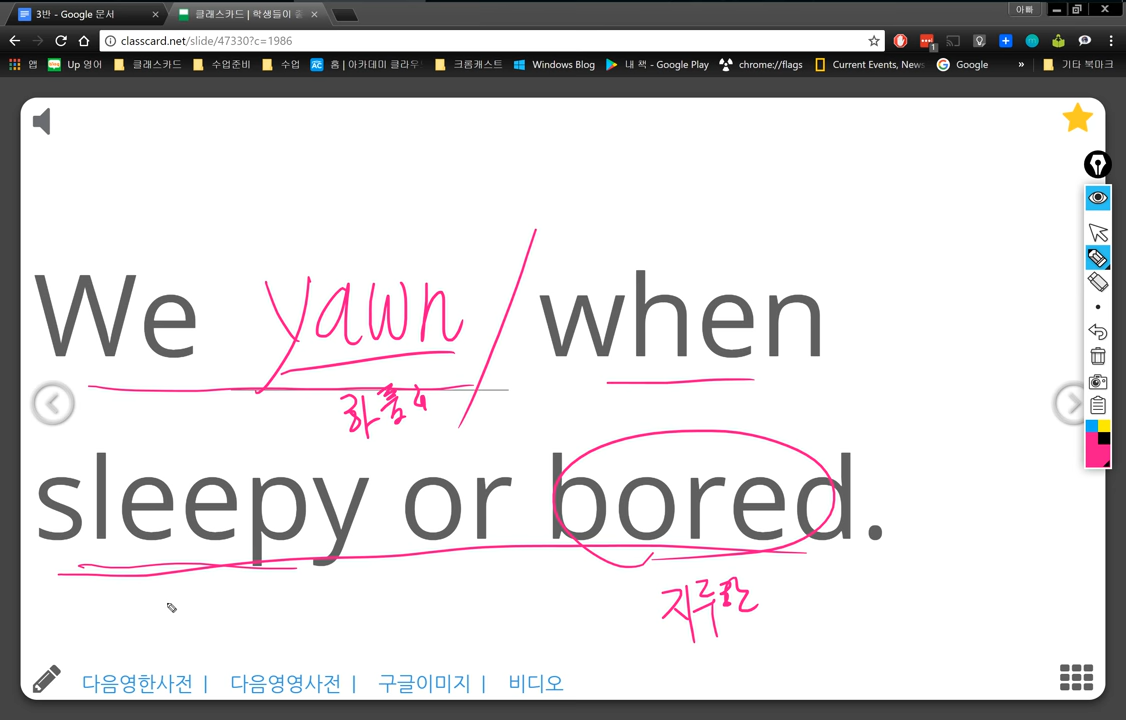 3반 - Google 문서
클래스카드 | 학생들이 좋
아빠
classcard.net/slide/47330?c=1986
1
앱 Up 영어 클래스카드 수업준비 수업 홈 | 아카데미 클라우 크롬캐스트 Windows Blog 내 책 - Google Play chrome://flags Current Events, News Google » 기타 북마크
We yawn / when
하품
sleepy or bored.
지루한
다음영한사전 | 다음영영사전 | 구글이미지 | 비디오